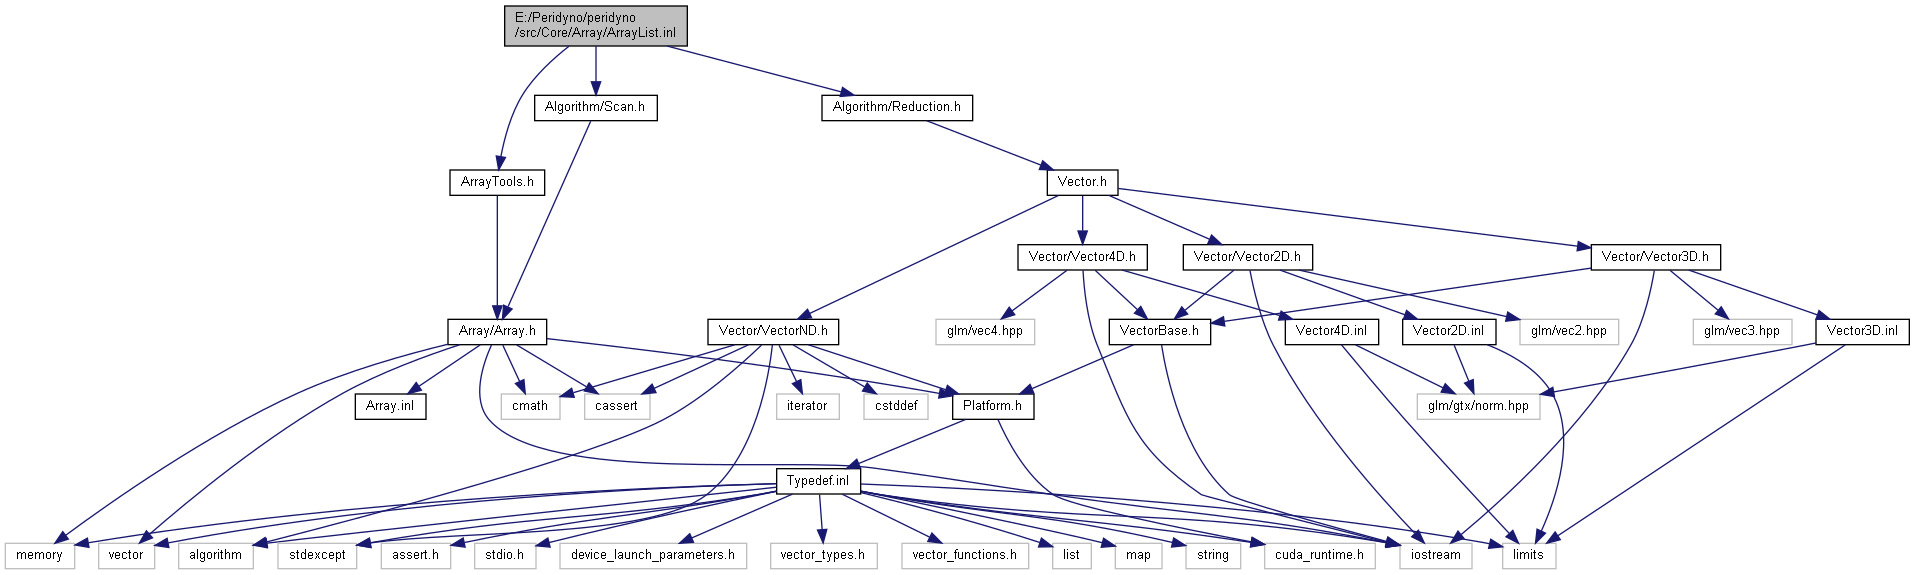 E:/Peridyno/peridyno
/src/Core/Array/ArrayList.inl
Algorithm/Scan.h
Algorithm/Reduction.h
ArrayTools.h
Vector.h
Vector/Vector4D.h
Vector/Vector2D.h
Vector/Vector3D.h
Array/Array.h
Vector/VectorND.h
glm/vec4.hpp
VectorBase.h
Vector4D.inl
Vector2D.inl
glm/vec2.hpp
glm/vec3.hpp
Vector3D.inl
Array.inl
cmath
cassert
iterator
cstddef
Platform.h
glm/gtx/norm.hpp
Typedef.inl
memory
vector
algorithm
stdexcept
assert.h
stdio.h
device_launch_parameters.h
vector_types.h
vector_functions.h
list
map
string
cuda_runtime.h
iostream
limits